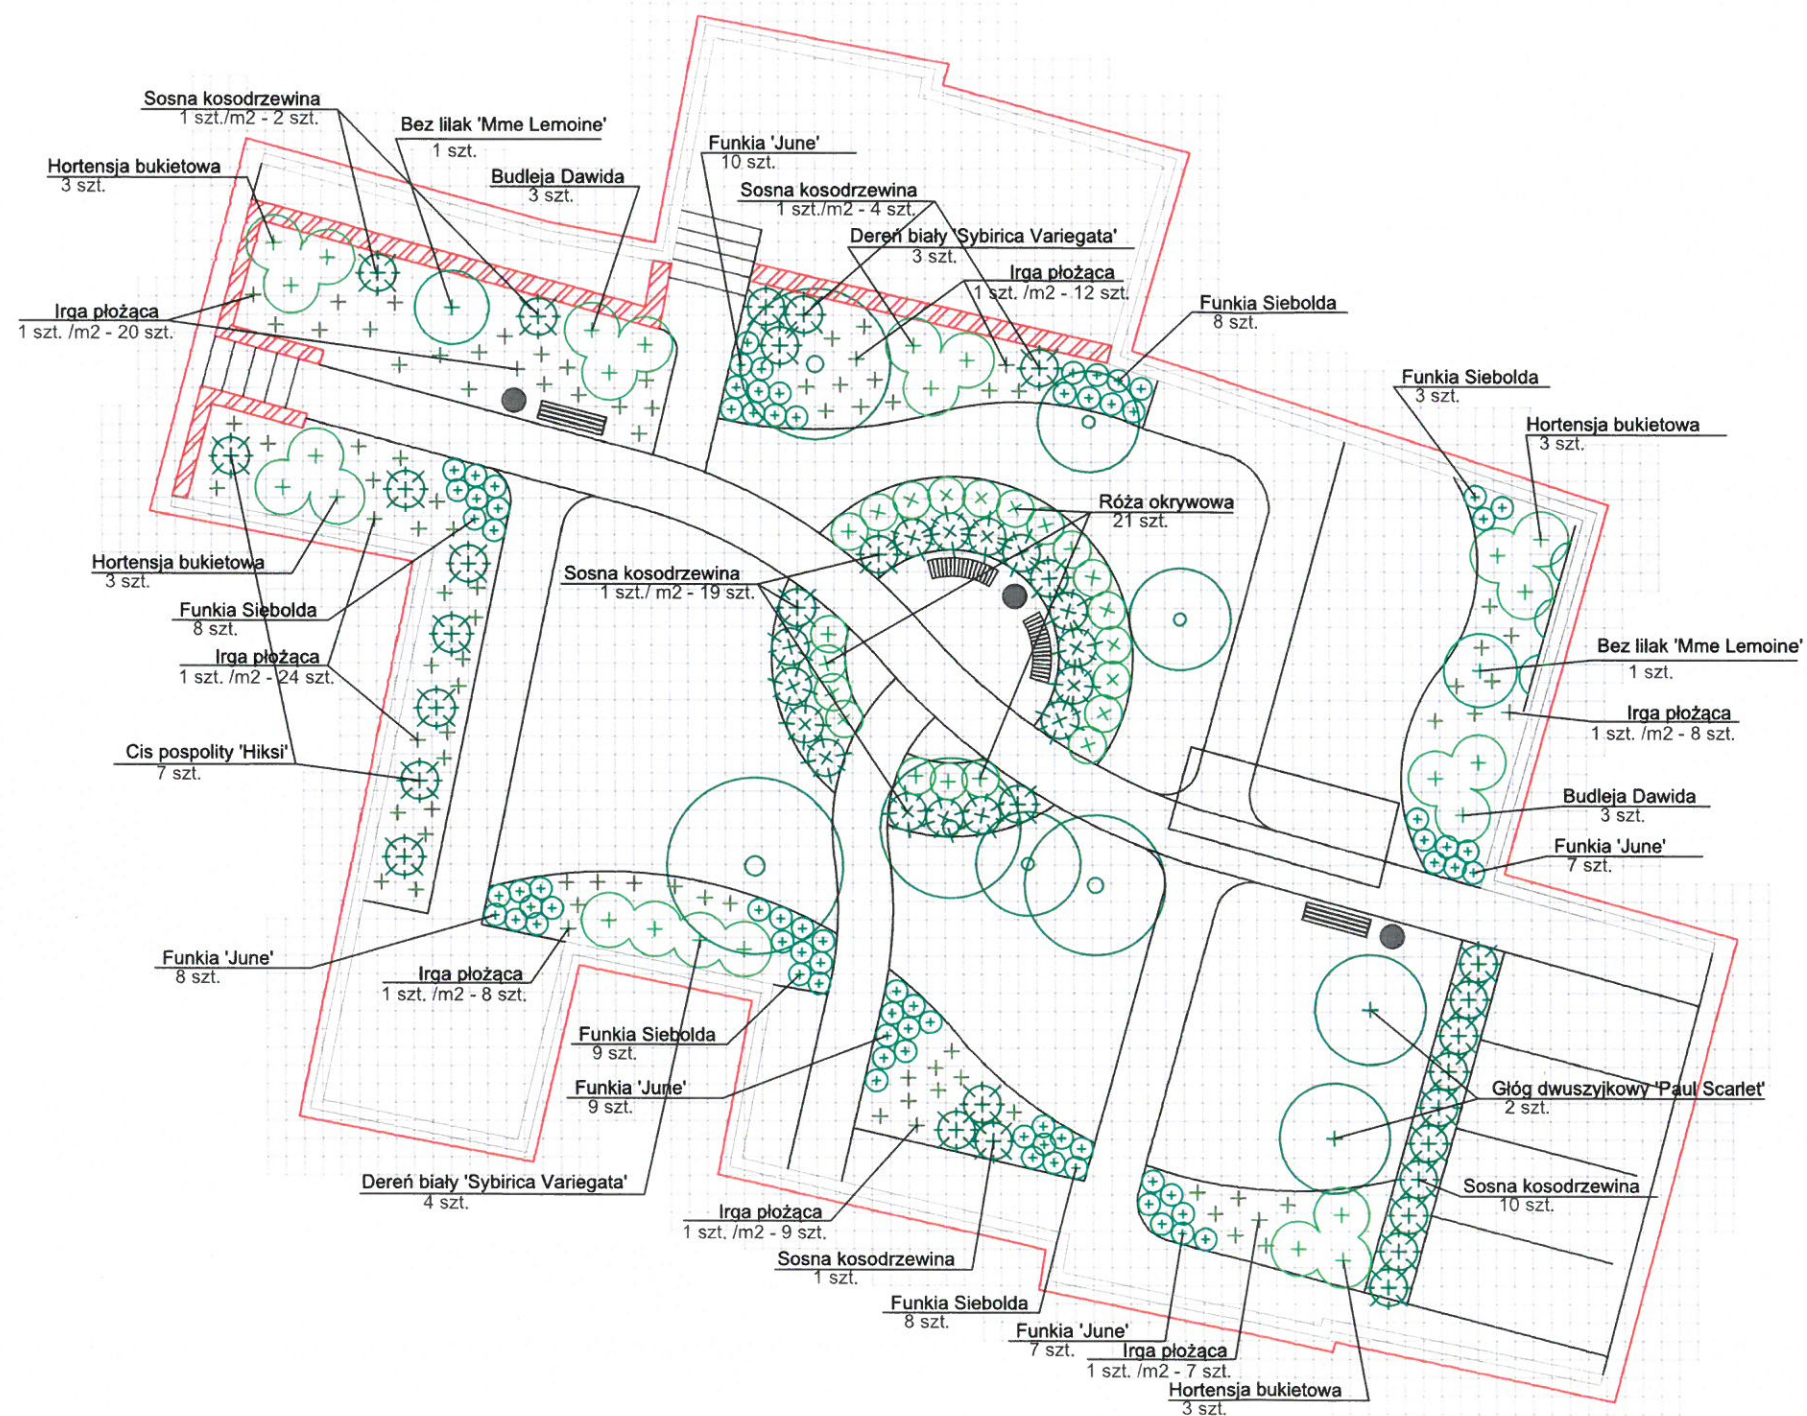 Sosna kosodrzewina
1 szt./m2 - 2 szt.
Bez lilak 'Mme Lemoine'
1 szt.
Hortensja bukietowa
3 szt.
Budleja Dawida
3 szt.
Funkia 'June'
10 szt.
Sosna kosodrzewina
1 szt./m2 - 4 szt.
Dereń biały 'Sybirica Variegata'
3 szt.
Irga płożąca
1 szt. /m2 - 12 szt.
Irga płożąca
1 szt. /m2 - 20 szt.
Funkia Siebolda
8 szt.
Funkia Siebolda
3 szt.
Hortensja bukietowa
3 szt.
Róża okrywowa
21 szt.
Hortensja bukietowa
3 szt.
Sosna kosodrzewina
1 szt./ m2 - 19 szt.
Funkia Siebolda
8 szt.
Irga płożąca
1 szt. /m2 - 24 szt.
Bez lilak 'Mme Lemoine'
1 szt.
Irga płożąca
1 szt. /m2 - 8 szt.
Cis pospolity 'Hiksi'
7 szt.
Budleja Dawida
3 szt.
Funkia 'June'
7 szt.
Funkia 'June'
8 szt.
Irga płożąca
1 szt. /m2 - 8 szt.
Funkia Siebolda
9 szt.
Funkia 'June'
9 szt.
Głóg dwuszyjkowy 'Paul Scarlet'
2 szt.
Dereń biały 'Sybirica Variegata'
4 szt.
Sosna kosodrzewina
10 szt.
Irga płożąca
1 szt. /m2 - 9 szt.
Sosna kosodrzewina
1 szt.
Funkia Siebolda
8 szt.
Funkia 'June'
7 szt.
Irga płożąca
1 szt. /m2 - 7 szt.
Hortensja bukietowa
3 szt.